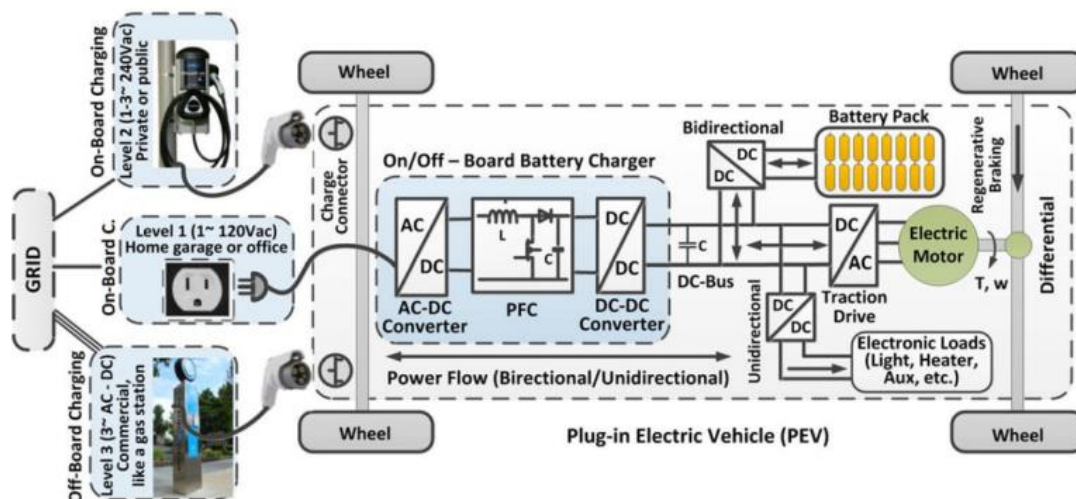 GRID
On-Board Charging
Level 2 (1-3~ 240Vac)
Private or public
On-Board C.
Level 1 (1~ 120Vac)
Home garage or office
Off-Board Charging
Level 3 (3~ AC - DC)
Commercial,
like a gas station
Wheel
Wheel
Charge
Connector
On/Off – Board Battery Charger
AC
DC
AC-DC
Converter
L
C
PFC
DC
DC
DC-DC
Converter
Power Flow (Birectional/Unidirectional)
C
DC-Bus
Bidirectional
DC
DC
Battery Pack
DC
AC
Traction
Drive
Electric
Motor
Regenerative
Braking
T, w
Differential
Unidirectional
DC
DC
Electronic Loads
(Light, Heater,
Aux, etc.)
Wheel
Wheel
Plug-in Electric Vehicle (PEV)